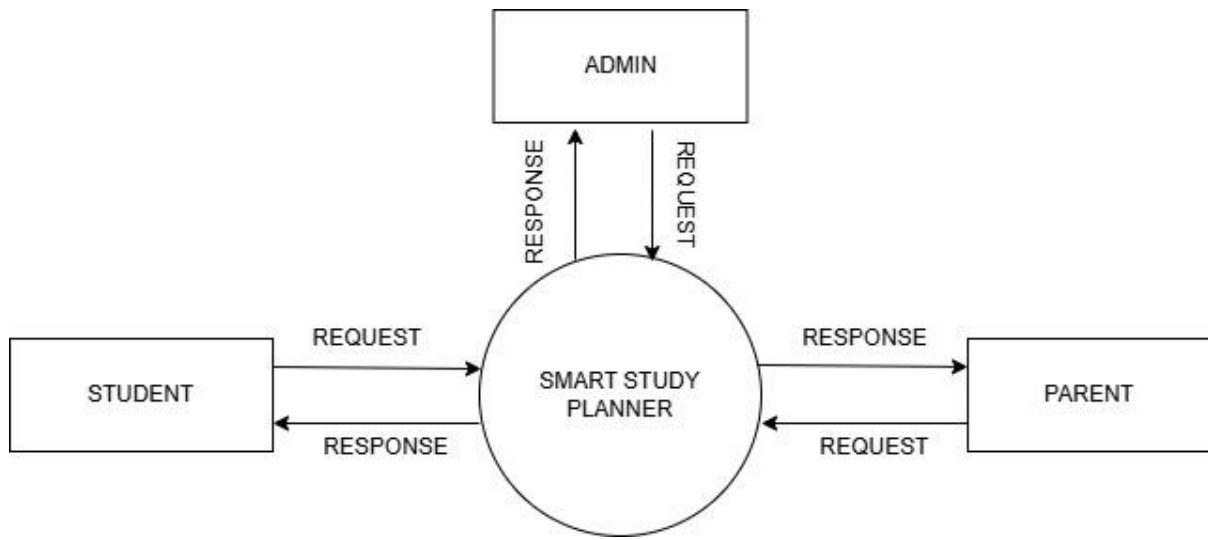 ADMIN
RESPONSE
REQUEST
REQUEST
RESPONSE
STUDENT
SMART STUDY
PLANNER
PARENT
RESPONSE
REQUEST